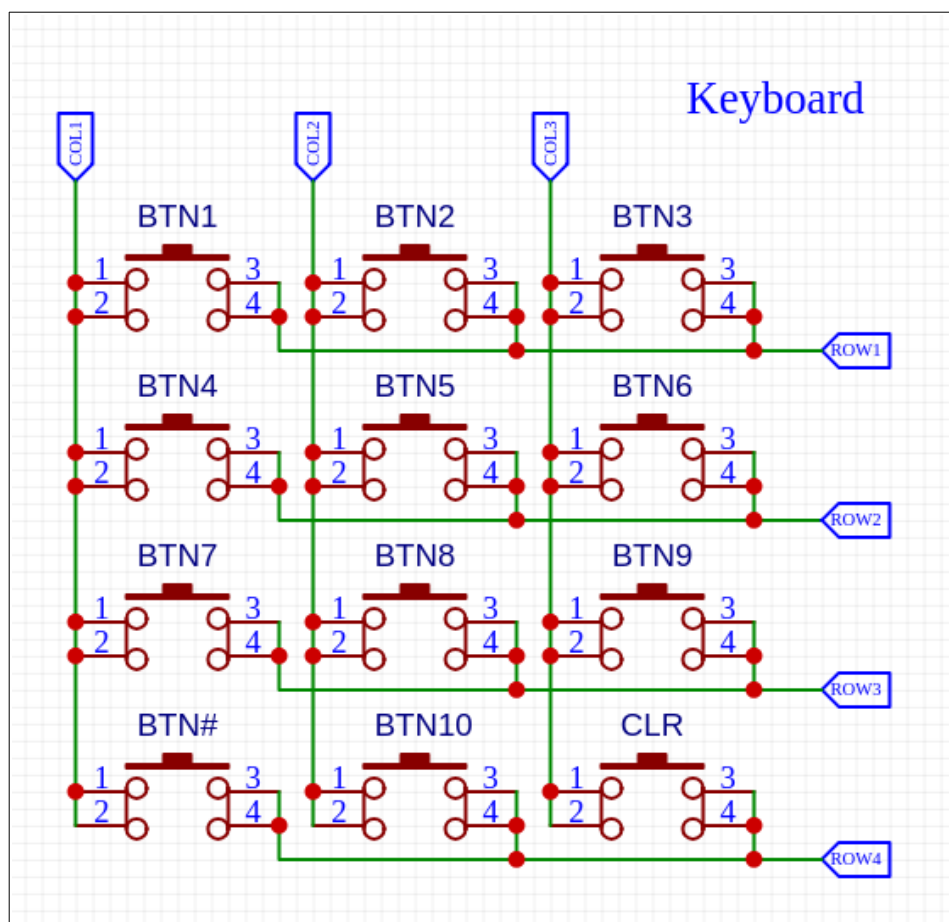 Keyboard
COL1 COL2 COL3
BTN1 BTN2 BTN3
1 3 1 3 1 3
2 4 2 4 2 4
ROW1
BTN4 BTN5 BTN6
1 3 1 3 1 3
2 4 2 4 2 4
ROW2
BTN7 BTN8 BTN9
1 3 1 3 1 3
2 4 2 4 2 4
ROW3
BTN# BTN10 CLR
1 3 1 3 1 3
2 4 2 4 2 4
ROW4